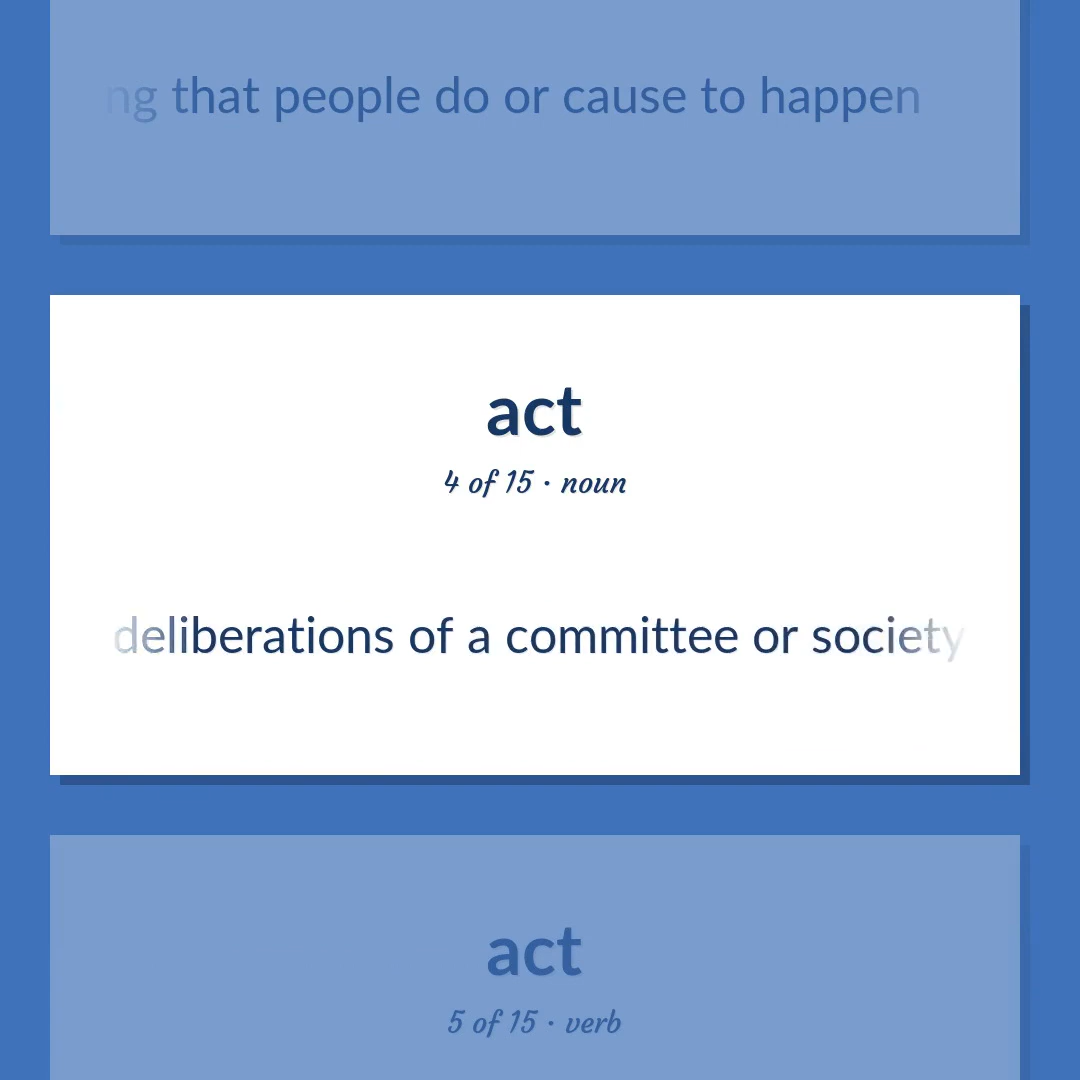 ng that people do or cause to happen
act
4 of 15 · noun
deliberations of a committee or society
act
5 of 15 · verb